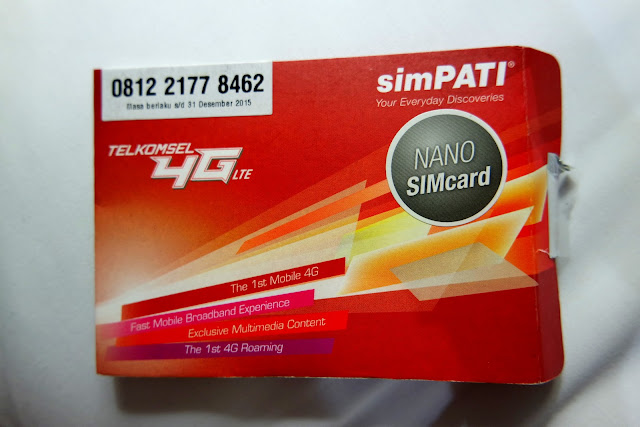 0812 2177 8462
Masa berlaku s/d 31 Desember 2015
simPATI®
Your Everyday Discoveries
TELKOMSEL
4G LTE
NANO
SIMcard
The 1st Mobile 4G
Fast Mobile Broadband Experience
Exclusive Multimedia Content
The 1st 4G Roaming